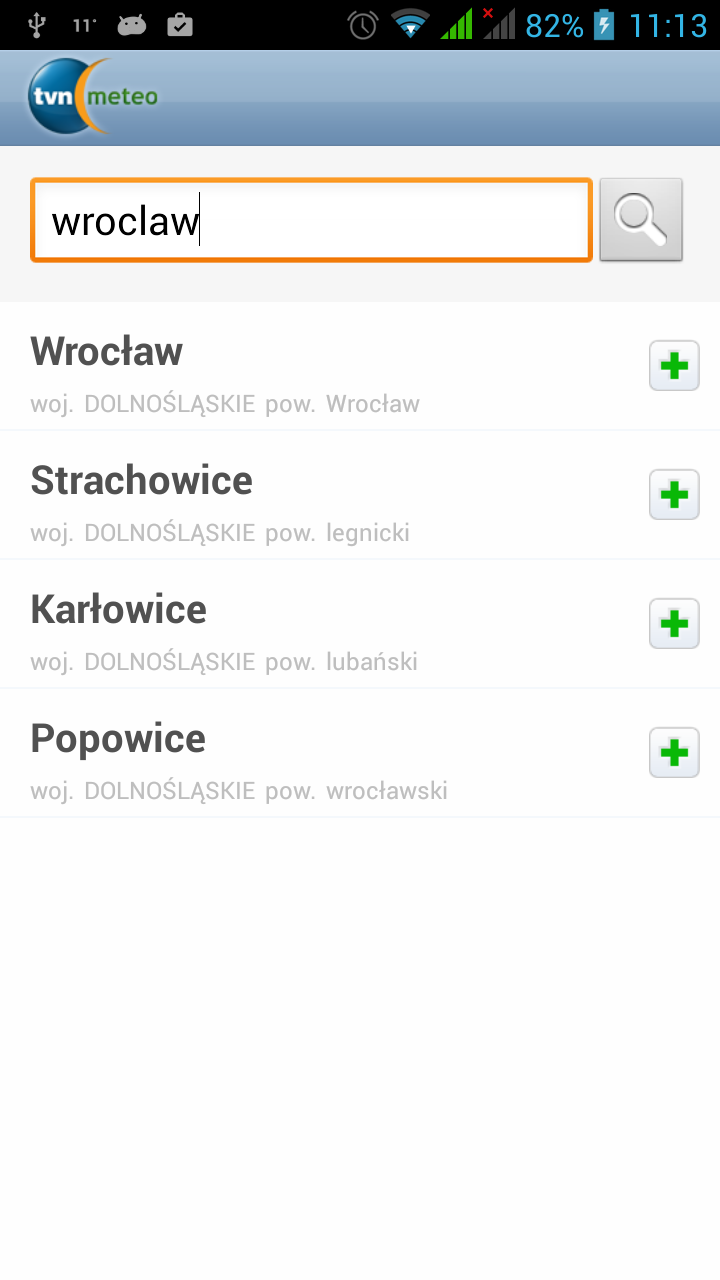 11° 82% 11:13
tvn meteo
wroclaw
Wrocław
woj. DOLNOŚLĄSKIE pow. Wrocław
Strachowice
woj. DOLNOŚLĄSKIE pow. legnicki
Karłowice
woj. DOLNOŚLĄSKIE pow. lubański
Popowice
woj. DOLNOŚLĄSKIE pow. wrocławski